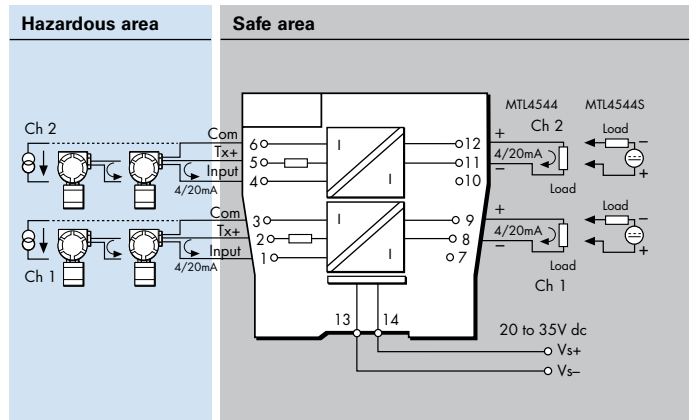 Hazardous area
Safe area
MTL4544
MTL4544S
Ch 2
Ch 2
Load
Com
6
12
+
–
Tx+
5
11
4/20mA
Input
4
10
–
+
4/20mA
Load
Com
3
9
+
Load
–
Tx+
2
8
4/20mA
Input
1
7
–
+
4/20mA
Load
Ch 1
Ch 1
I
I
I
I
13
14
20 to 35V dc
Vs+
Vs–